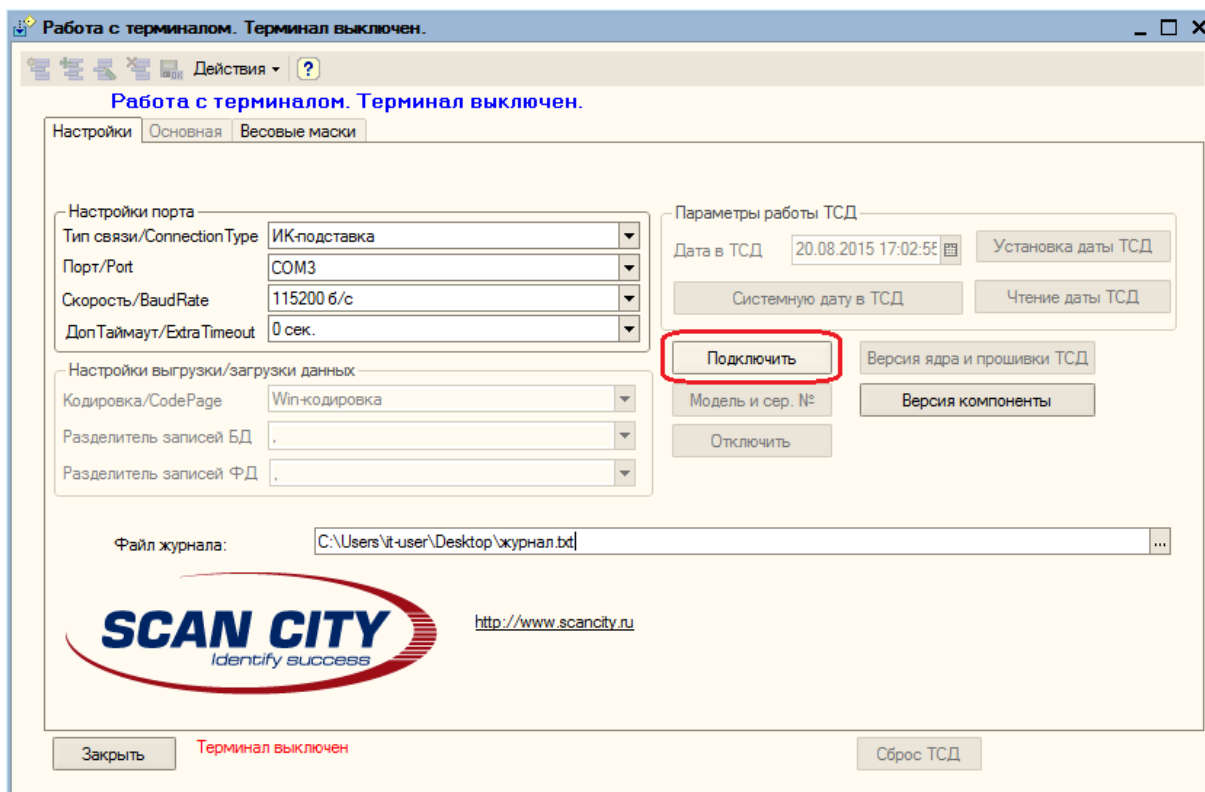 Работа с терминалом. Терминал выключен.
Действия
Работа с терминалом. Терминал выключен.
Настройки Основная Весовые маски
Настройки порта
Тип связи/ConnectionType ИК-подставка
Порт/Port COM3
Скорость/BaudRate 115200 б/с
ДопТаймаут/ExtraTimeout 0 сек.
Параметры работы ТСД
Дата в ТСД 20.08.2015 17:02:55 Установка даты ТСД
Системную дату в ТСД Чтение даты ТСД
Подключить Версия ядра и прошивки ТСД
Настройки выгрузки/загрузки данных
Кодировка/CodePage Win-кодировка
Разделитель записей БД ,
Разделитель записей ФД ,
Модель и сер. № Версия компоненты
Отключить
Файл журнала: C:\Users\it-user\Desktop\журнал.txt ...
SCAN CITY
Identify success
http://www.scancity.ru
Закрыть Терминал выключен Сброс ТСД